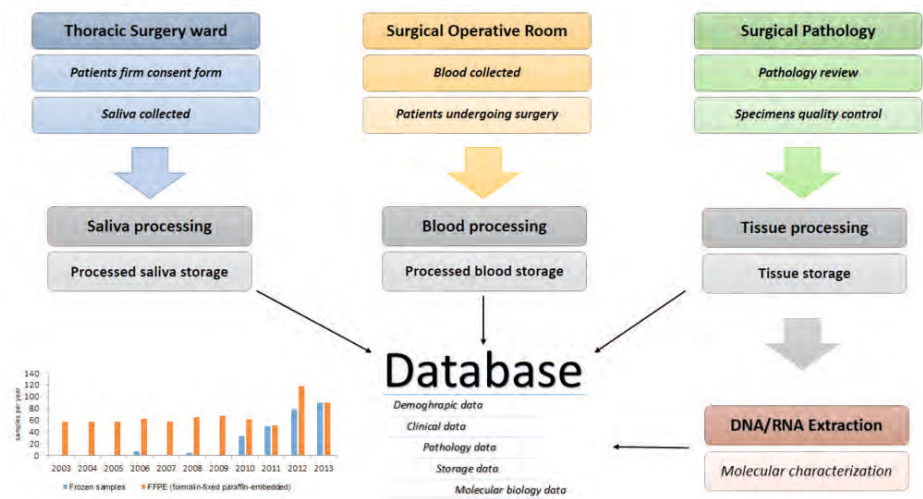 Thoracic Surgery ward
Patients firm consent form
Saliva collected
Surgical Operative Room
Blood collected
Patients undergoing surgery
Surgical Pathology
Pathology review
Specimens quality control
Saliva processing
Processed saliva storage
Blood processing
Processed blood storage
Tissue processing
Tissue storage
Database
Demoghrapic data
Clinical data
Pathology data
Storage data
Molecular biology data
DNA/RNA Extraction
Molecular characterization
samples per year
140
120
100
80
60
40
20
0
2003 2004 2005 2006 2007 2008 2009 2010 2011 2012 2013
Frozen samples FFPE (formalin-fixed paraffin-embedded)